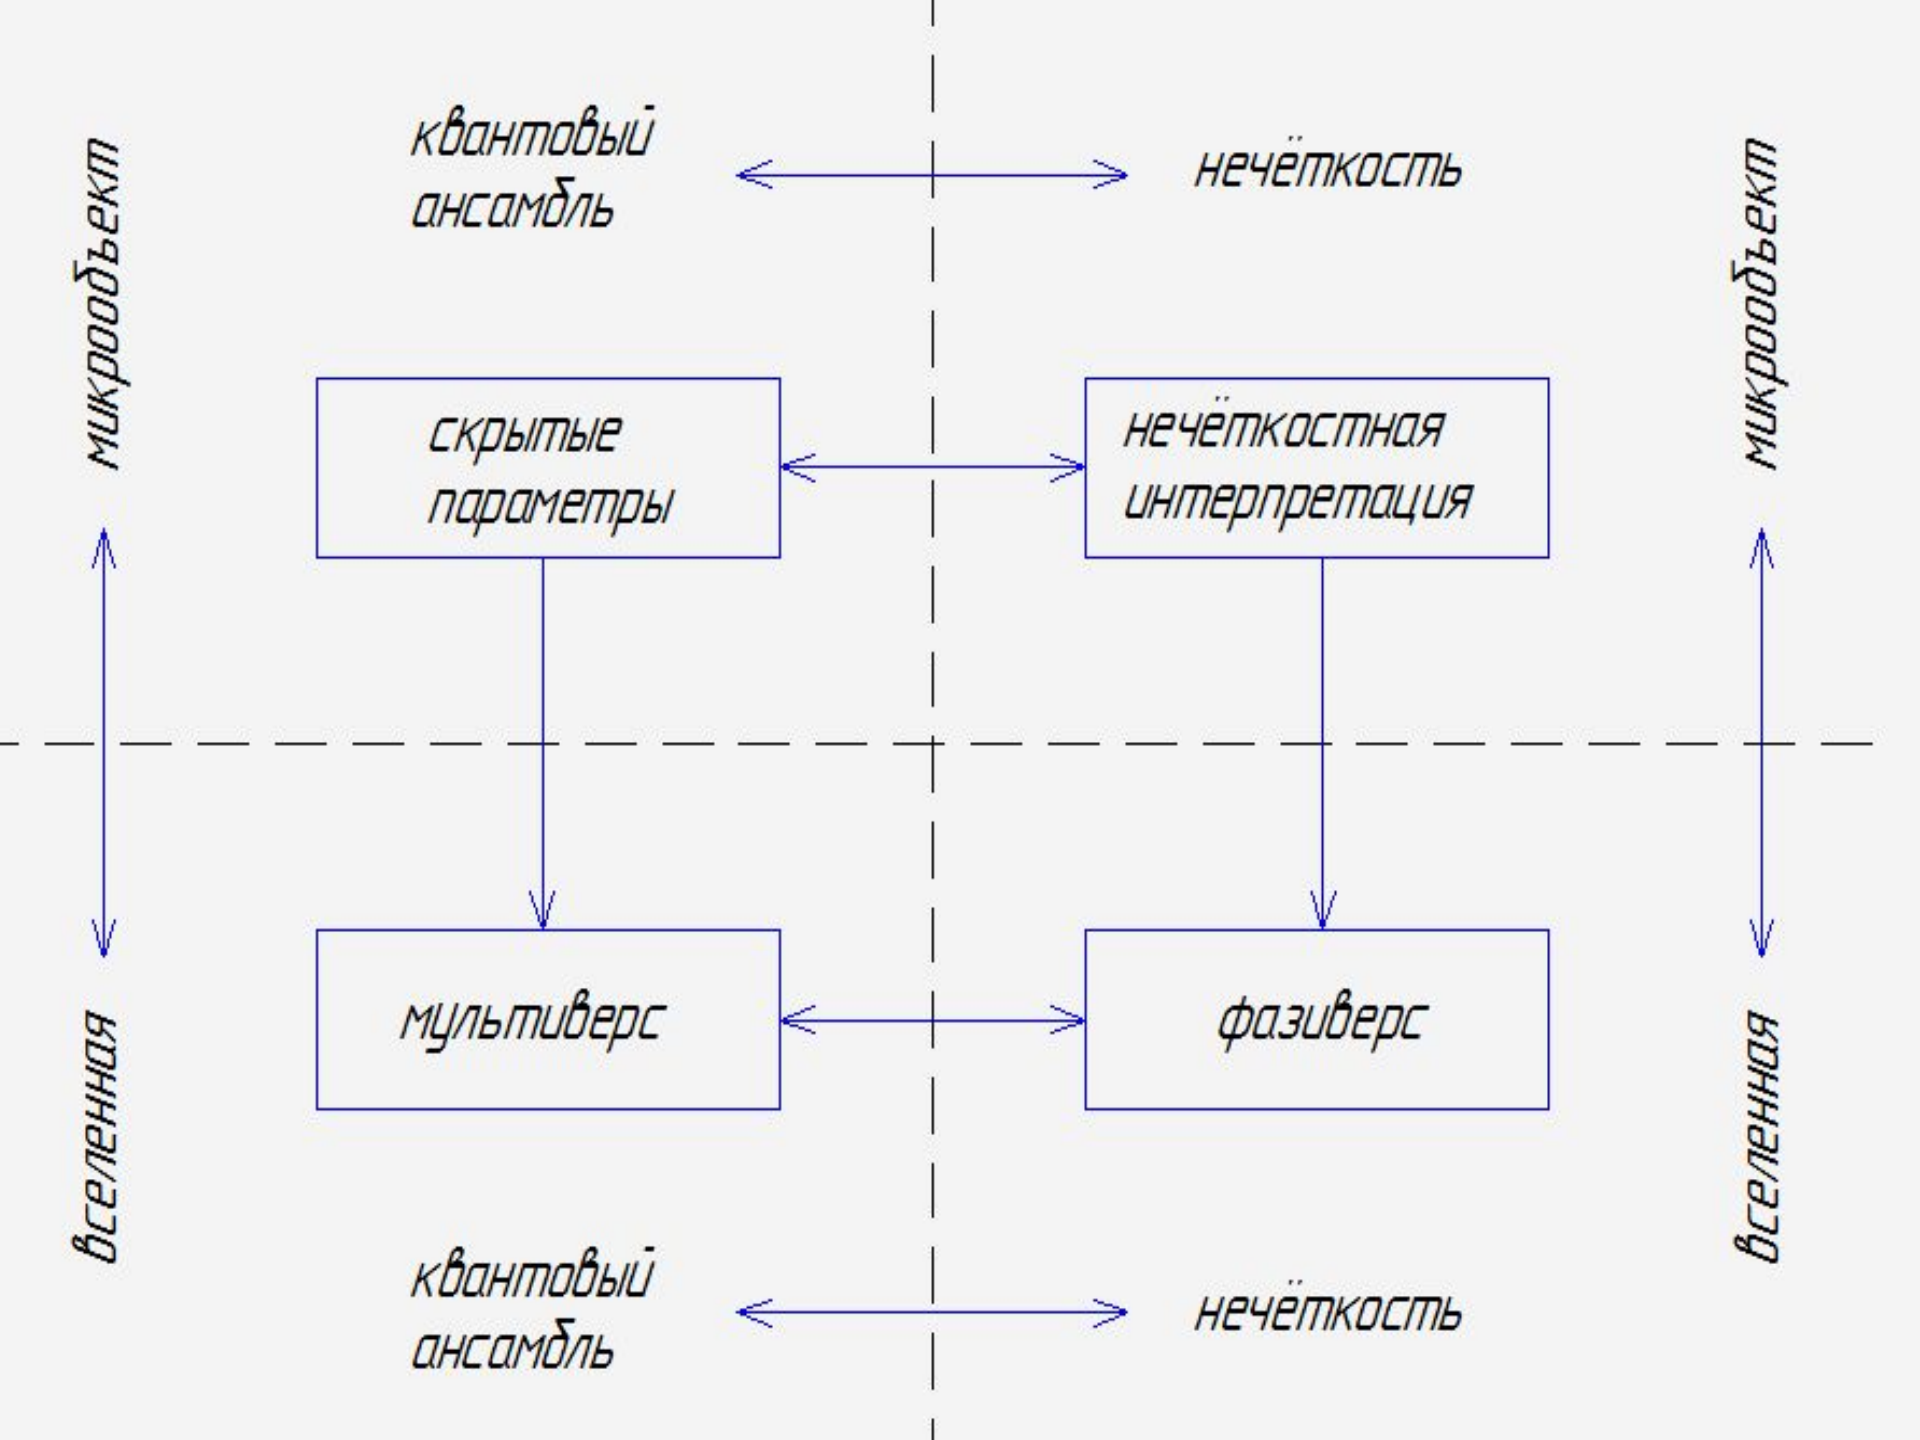 квантовый
ансамбль
нечёткость
микрообъект
микрообъект
скрытые
параметры
нечёткостная
интерпретация
мультиверс
фазиверс
вселенная
вселенная
квантовый
ансамбль
нечёткость